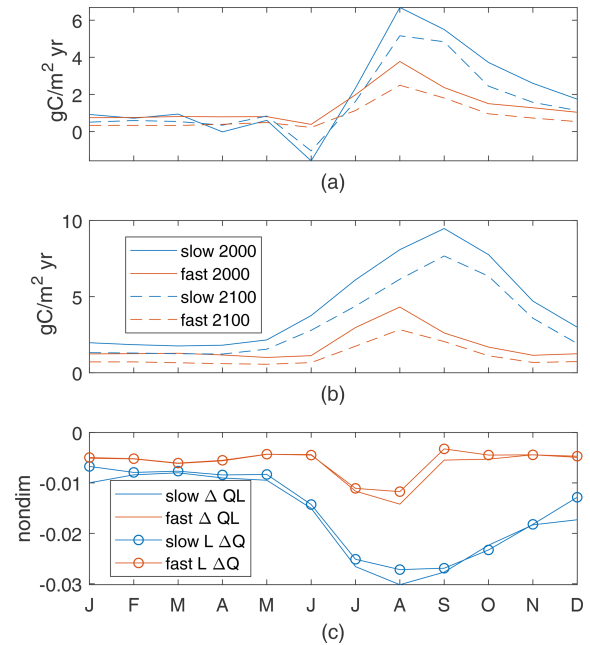 6
4
2
0
gC/m² yr
(a)
10
5
0
gC/m² yr
slow 2000
fast 2000
slow 2100
fast 2100
(b)
0
-0.01
-0.02
-0.03
nondim
slow Δ QL
fast Δ QL
slow L ΔQ
fast L ΔQ
J F M A M J J A S O N D
(c)